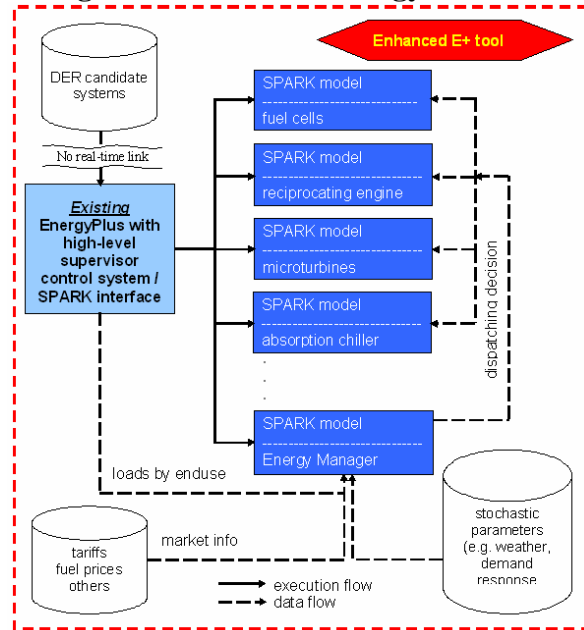 Enhanced E+ tool
DER candidate
systems
No real-time link
Existing
EnergyPlus with
high-level
supervisor
control system /
SPARK interface
SPARK model
fuel cells
SPARK model
reciprocating engine
SPARK model
microturbines
SPARK model
absorption chiller
.
.
.
SPARK model
Energy Manager
dispatching decision
loads by enduse
market info
tariffs
fuel prices
others
stochastic
parameters
(e.g. weather,
demand
response
execution flow
data flow